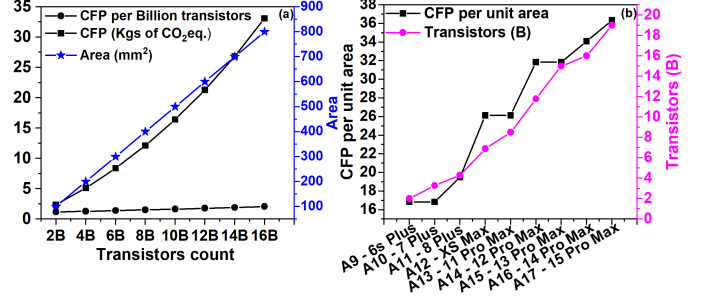 (a)
CFP per Billion transistors
CFP (Kgs of CO2eq.)
Area (mm²)
35
30
25
20
15
10
5
0
900
800
700
600
500
400
300
200
100
Area
2B 4B 6B 8B 10B 12B 14B 16B
Transistors count
(b)
CFP per unit area
Transistors (B)
CFP per unit area
38
36
34
32
30
28
26
24
22
20
18
16
20
18
16
14
12
10
8
6
4
2
0
Transistors (B)
A9 - 6s Plus
A10 - 7 Plus
A11 - 8 Plus
A12 - XS Max
A13 - 11 Pro Max
A14 - 12 Pro Max
A15 - 13 Pro Max
A16 - 14 Pro Max
A17 - 15 Pro Max